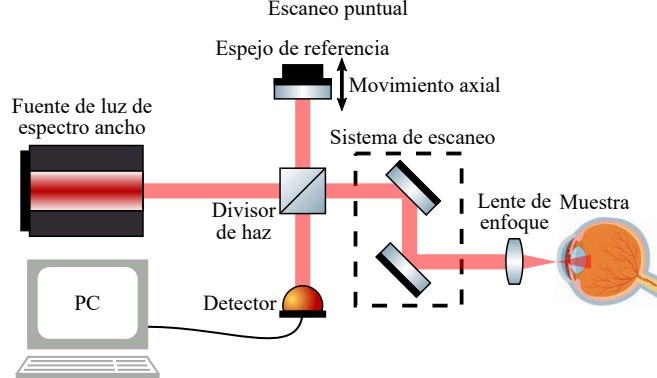 Escaneo puntual
Espejo de referencia
Movimiento axial
Fuente de luz de
espectro ancho
Sistema de escaneo
Divisor
de haz
Lente de
enfoque
Muestra
PC
Detector